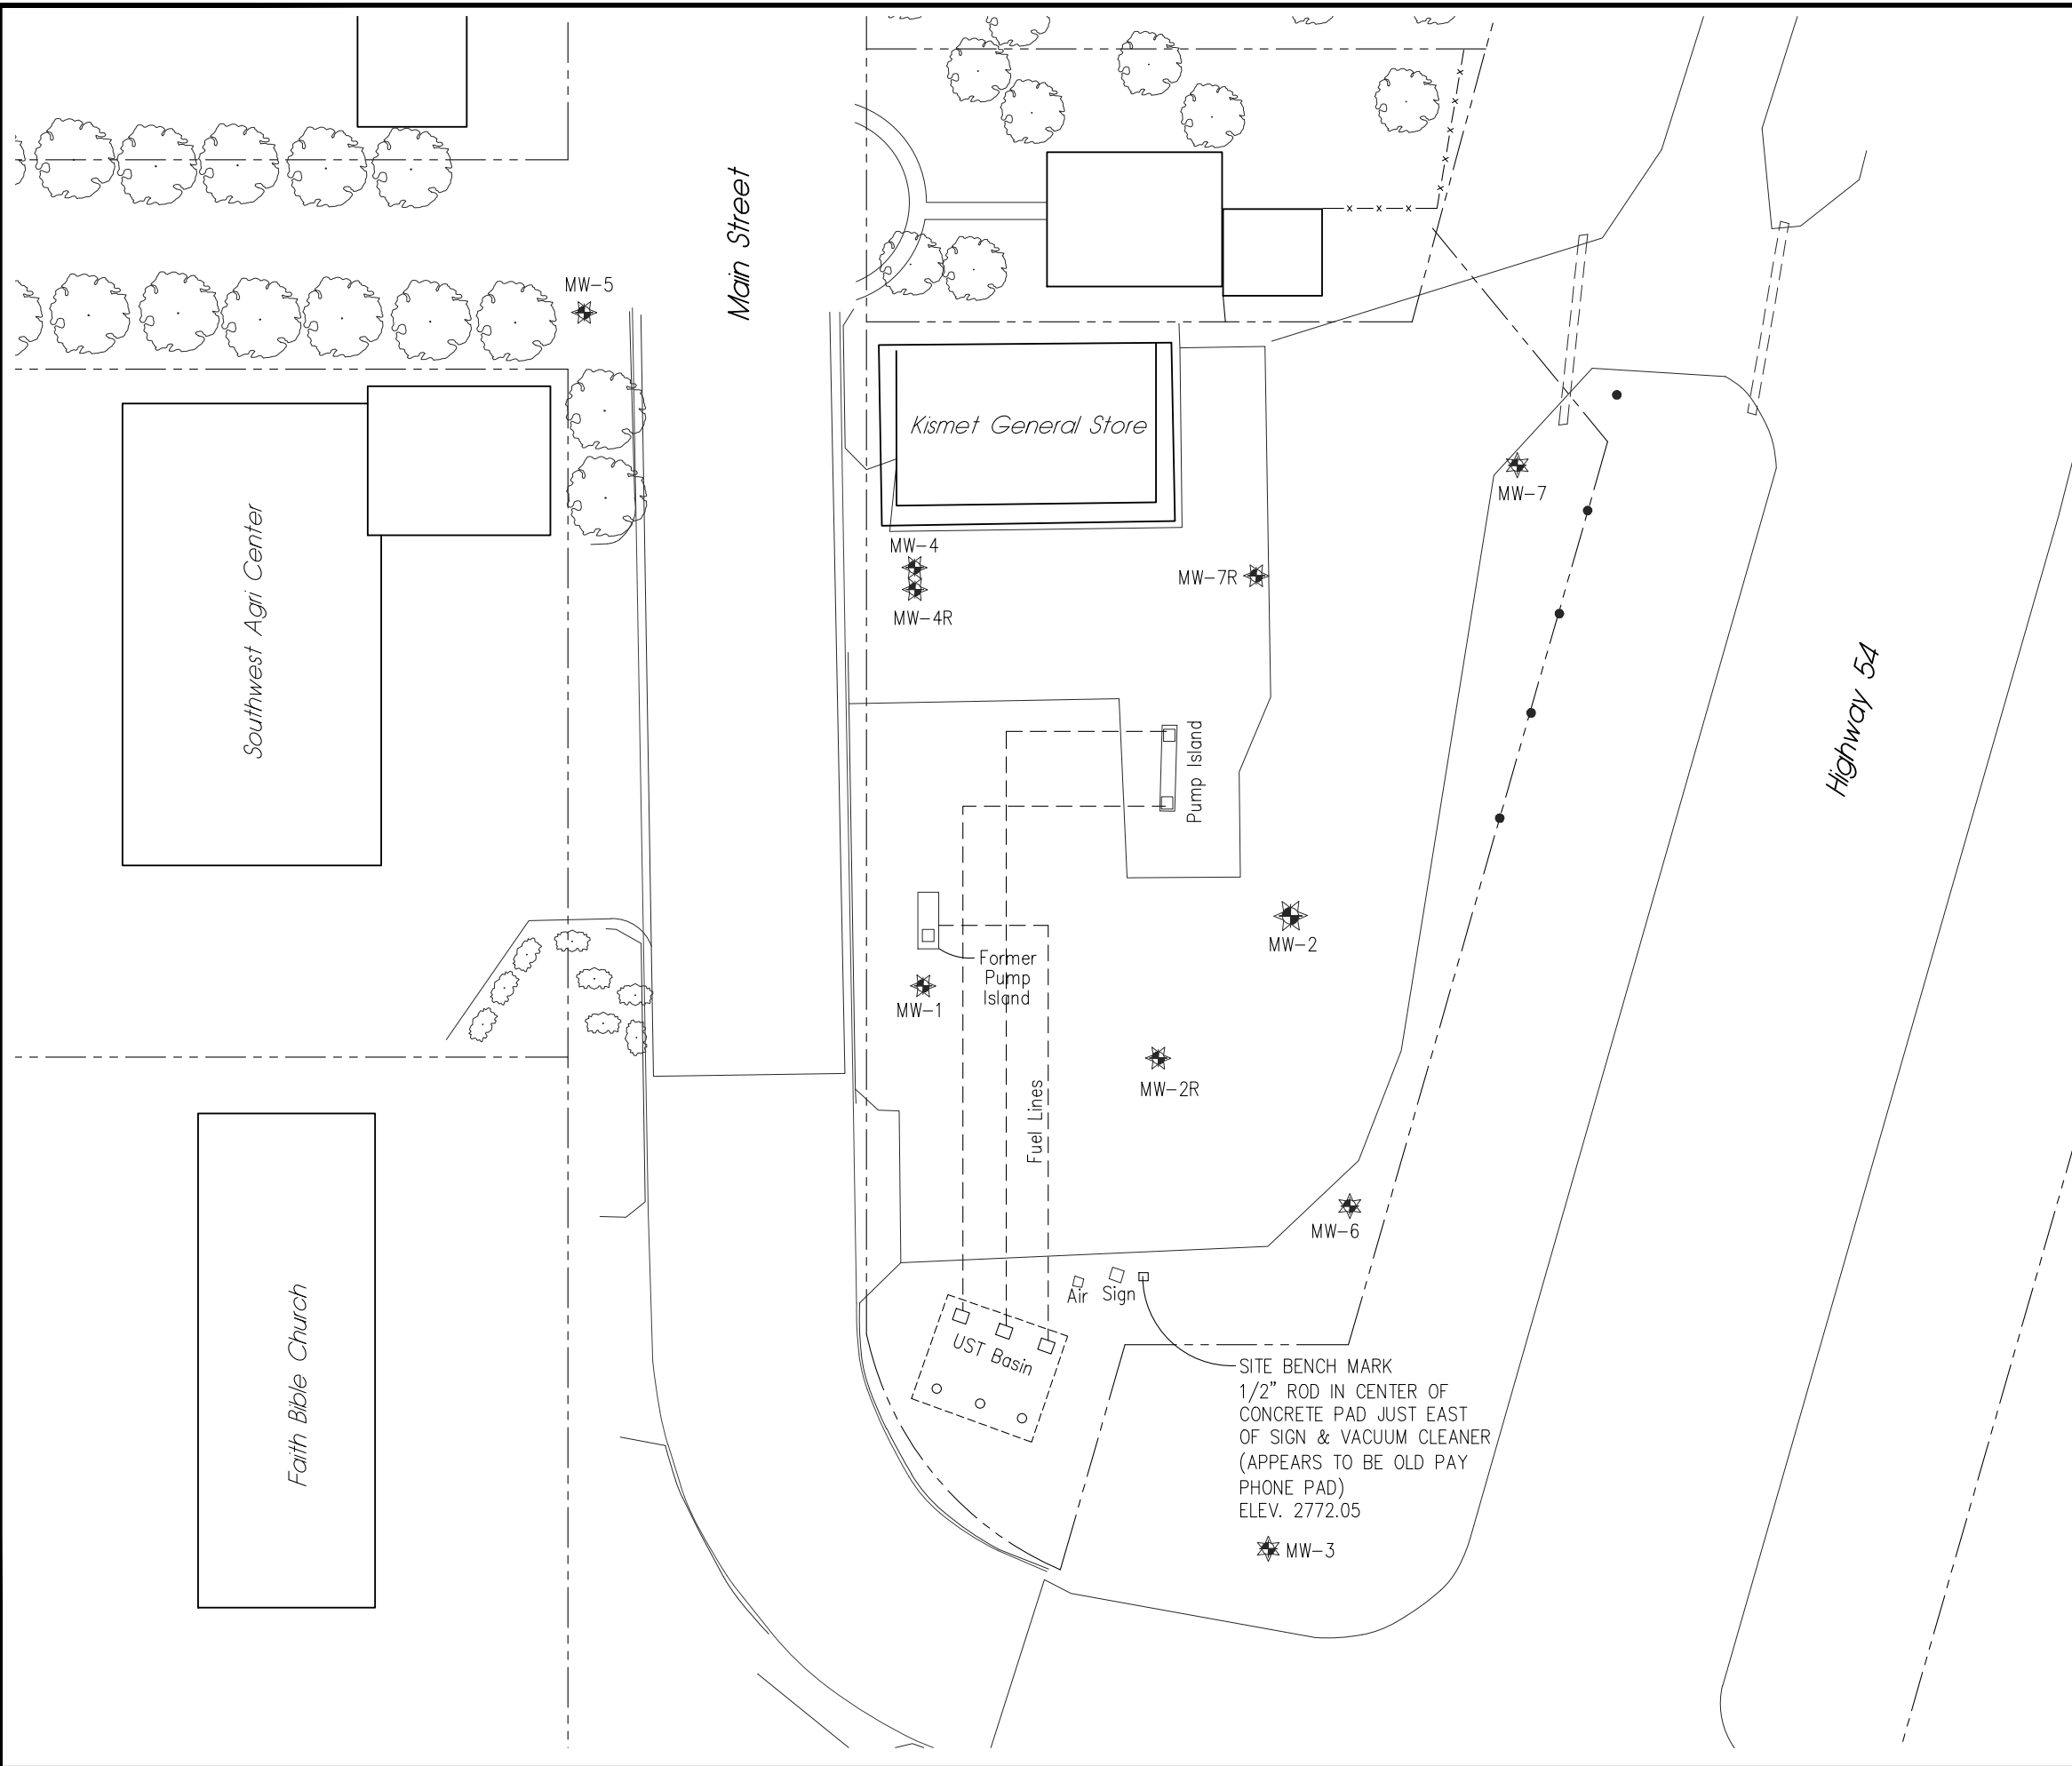 Main Street
MW-5
Kismet General Store
MW-7
Southwest Agri Center
MW-4
MW-7R
MW-4R
Highway 54
Pump Island
MW-2
Former
Pump
Island
MW-1
MW-2R
Fuel Lines
MW-6
Air
Sign
UST Basin
Faith Bible Church
SITE BENCH MARK
1/2" ROD IN CENTER OF
CONCRETE PAD JUST EAST
OF SIGN & VACUUM CLEANER
(APPEARS TO BE OLD PAY
PHONE PAD)
ELEV. 2772.05
MW-3